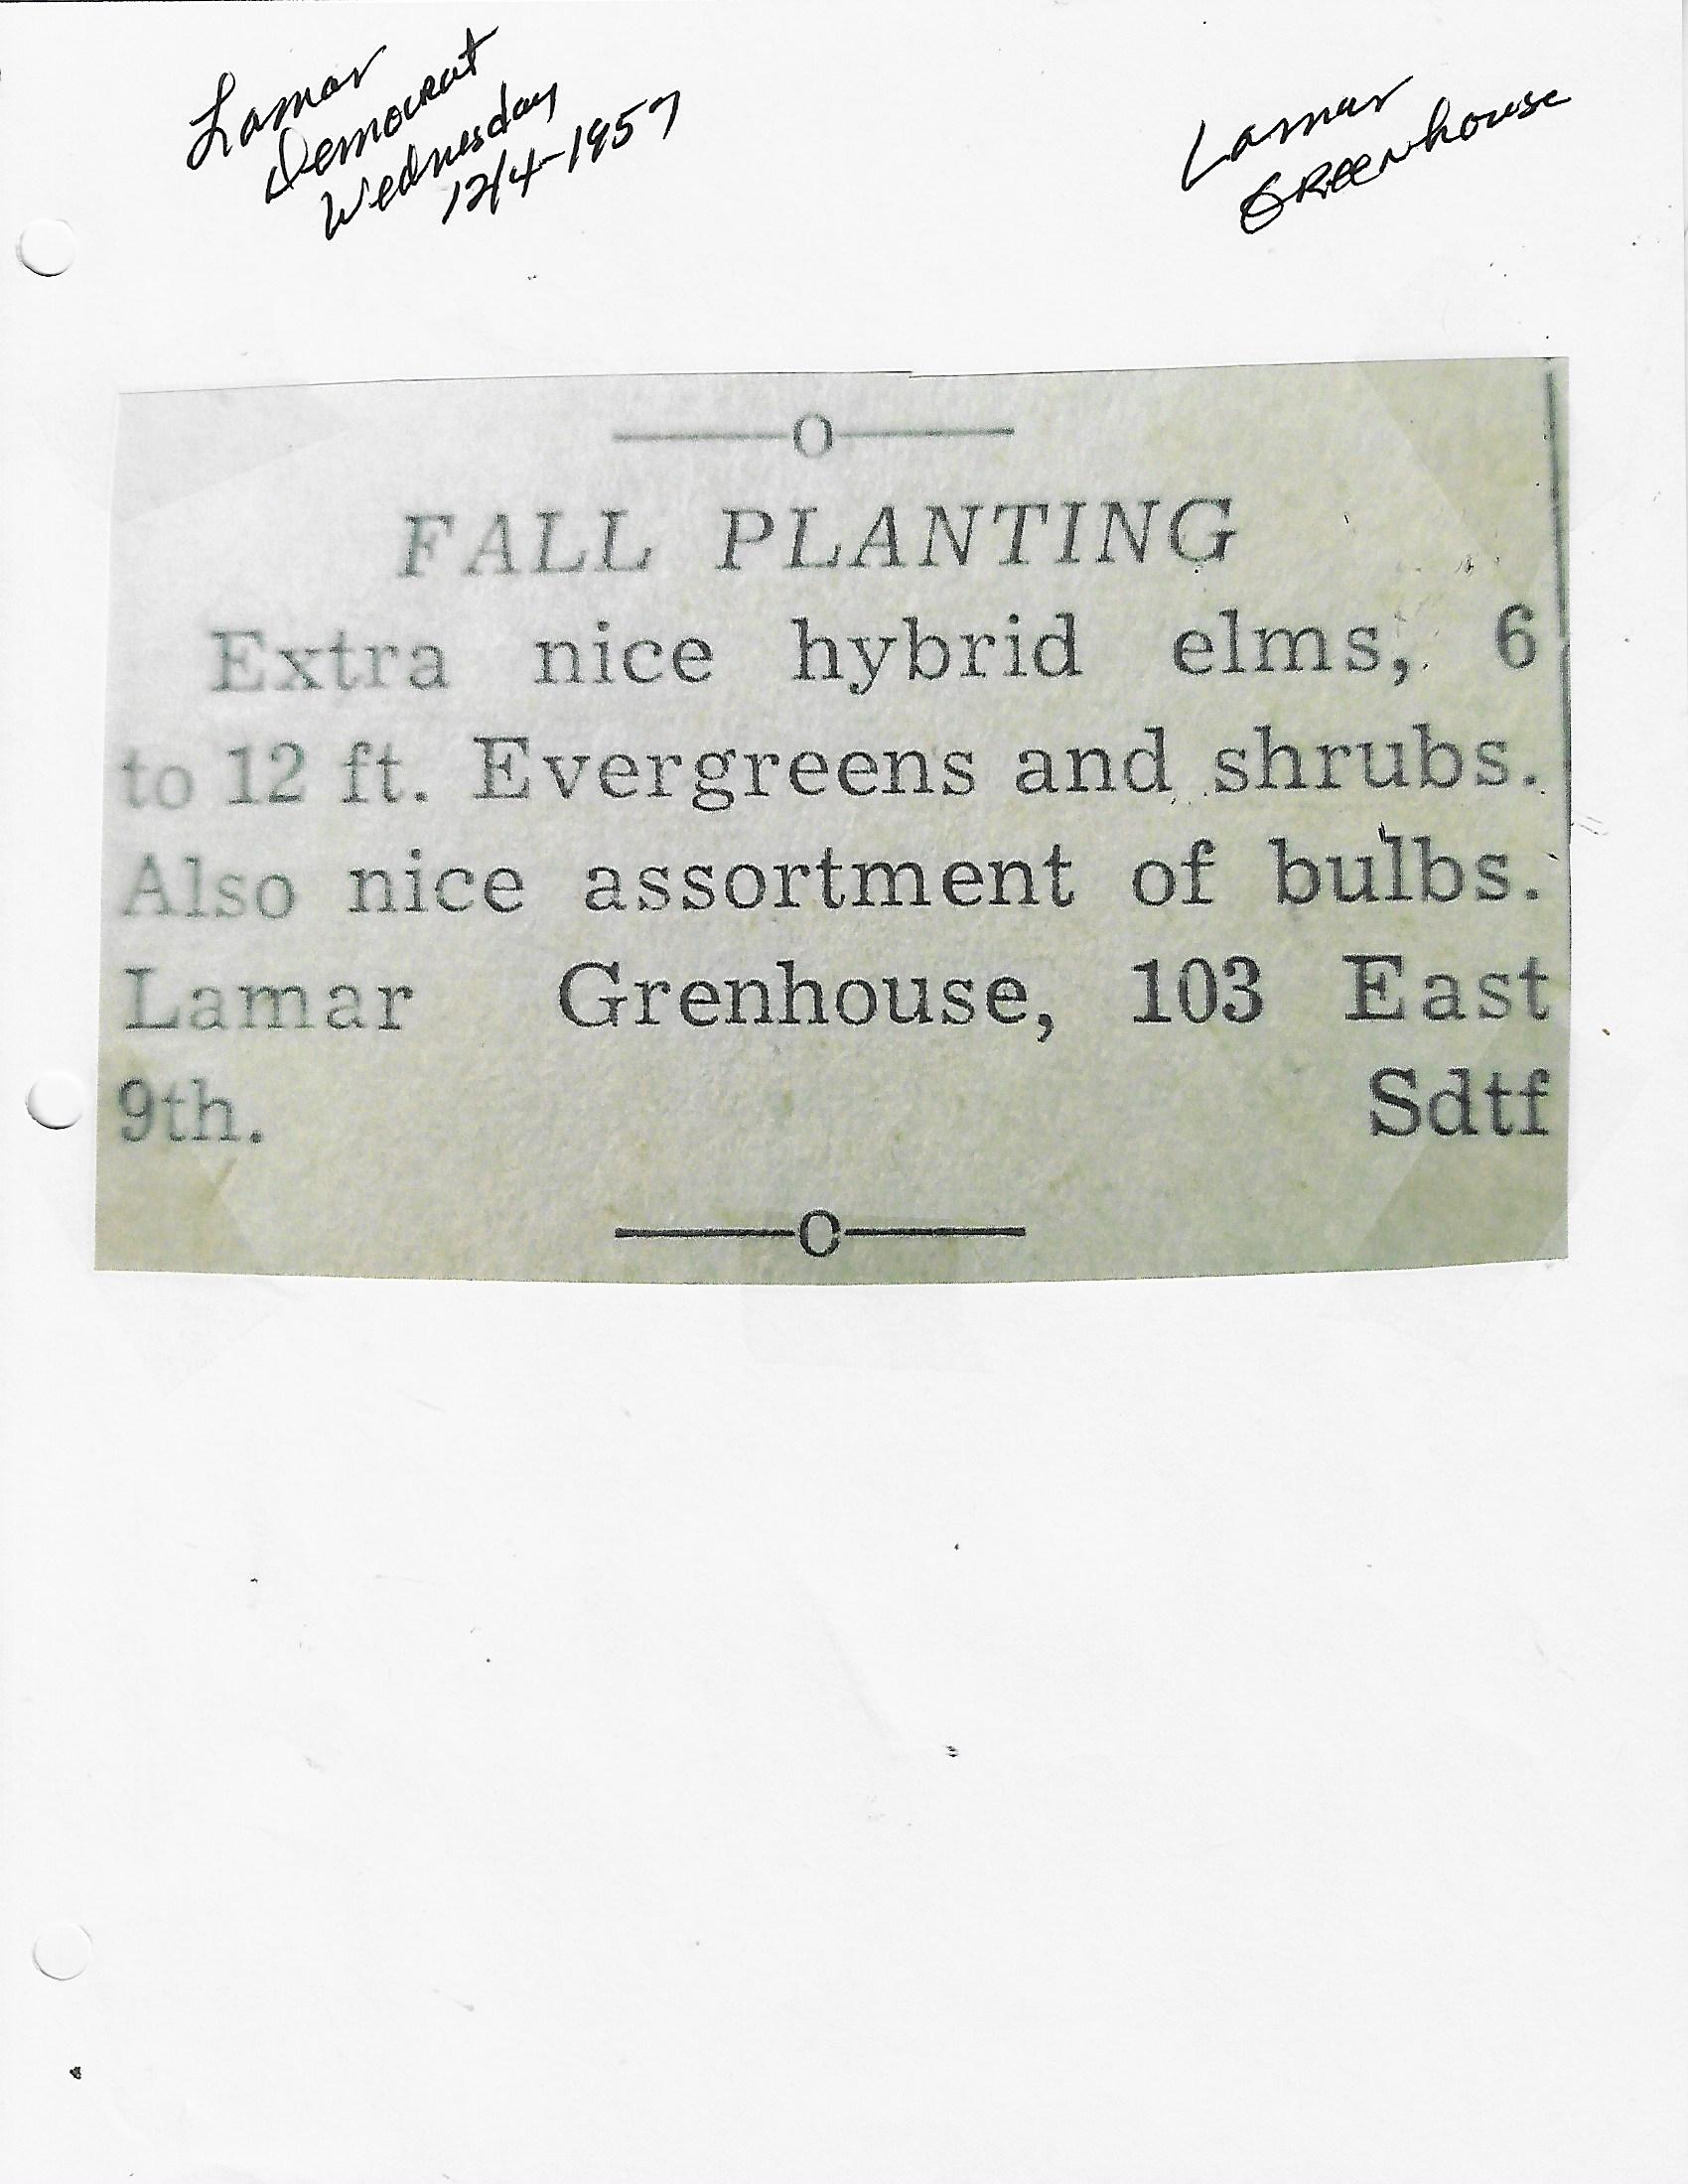 Lamar
Democrat
Wednesday
12/4-1957
Lamar
GREENhouse
O
FALL PLANTING
Extra nice hybrid elms, 6
to 12 ft. Evergreens and shrubs.
Also nice assortment of bulbs.
Lamar Grenhouse, 103 East
9th. Sdtf
O